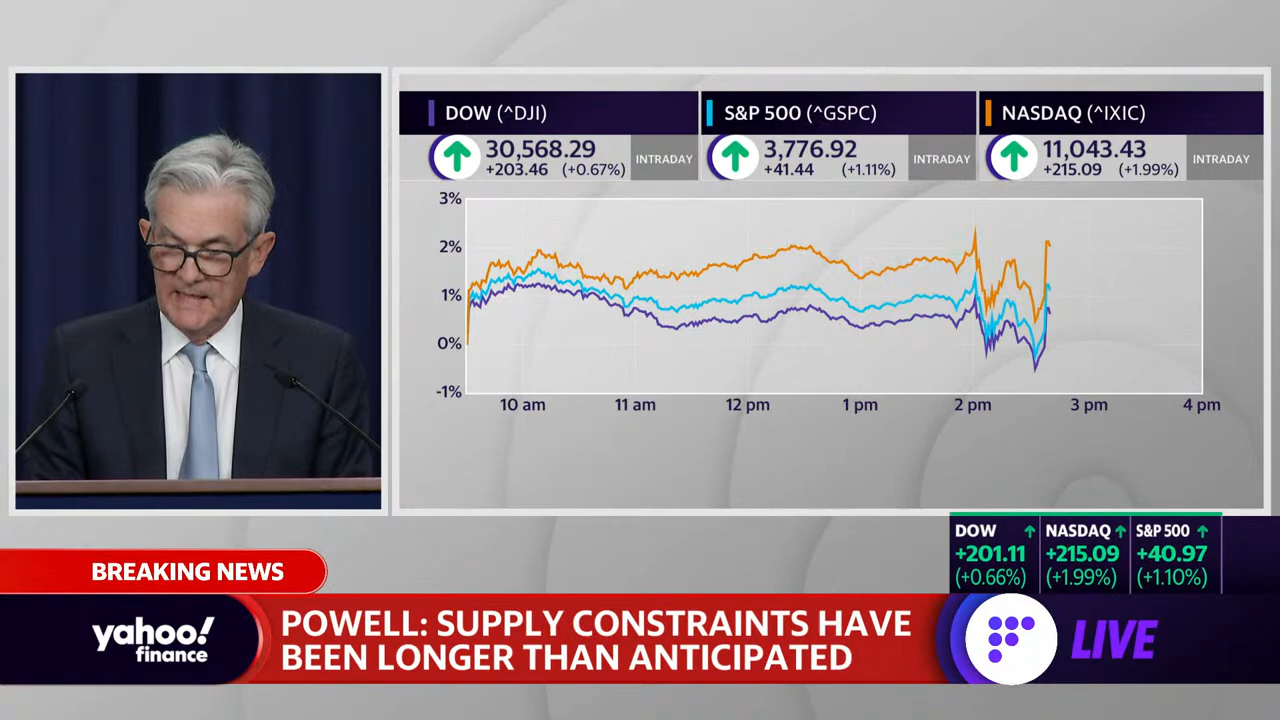 DOW (^DJI)
30,568.29
+203.46 (+0.67%)
INTRADAY
S&P 500 (^GSPC)
3,776.92
+41.44 (+1.11%)
INTRADAY
NASDAQ (^IXIC)
11,043.43
+215.09 (+1.99%)
INTRADAY
3%
2%
1%
0%
-1%
10 am 11 am 12 pm 1 pm 2 pm 3 pm 4 pm
DOW
+201.11
(+0.66%)
NASDAQ
+215.09
(+1.99%)
S&P 500
+40.97
(+1.10%)
BREAKING NEWS
yahoo!
finance
POWELL: SUPPLY CONSTRAINTS HAVE
BEEN LONGER THAN ANTICIPATED
LIVE